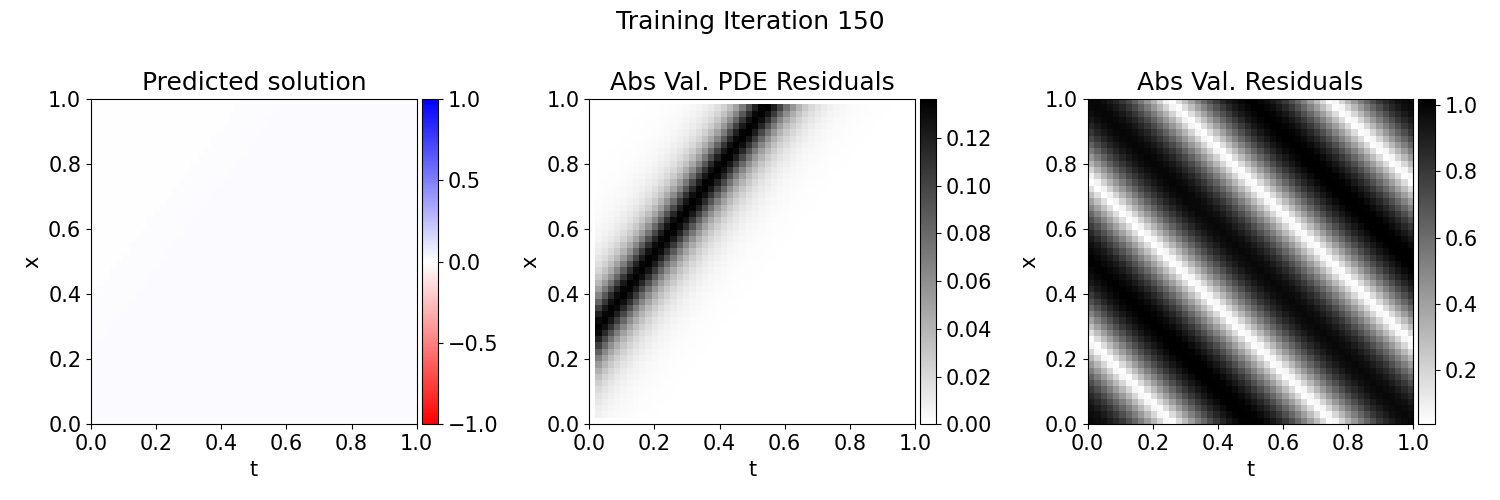 Training Iteration 150
Predicted solution
1.0
0.8
0.6
0.4
0.2
0.0
x
0.0 0.2 0.4 0.6 0.8 1.0
t
1.0
0.5
0.0
−0.5
−1.0
Abs Val. PDE Residuals
1.0
0.8
0.6
0.4
0.2
0.0
x
0.0 0.2 0.4 0.6 0.8 1.0
t
0.12
0.10
0.08
0.06
0.04
0.02
0.00
Abs Val. Residuals
1.0
0.8
0.6
0.4
0.2
0.0
x
0.0 0.2 0.4 0.6 0.8 1.0
t
1.0
0.8
0.6
0.4
0.2